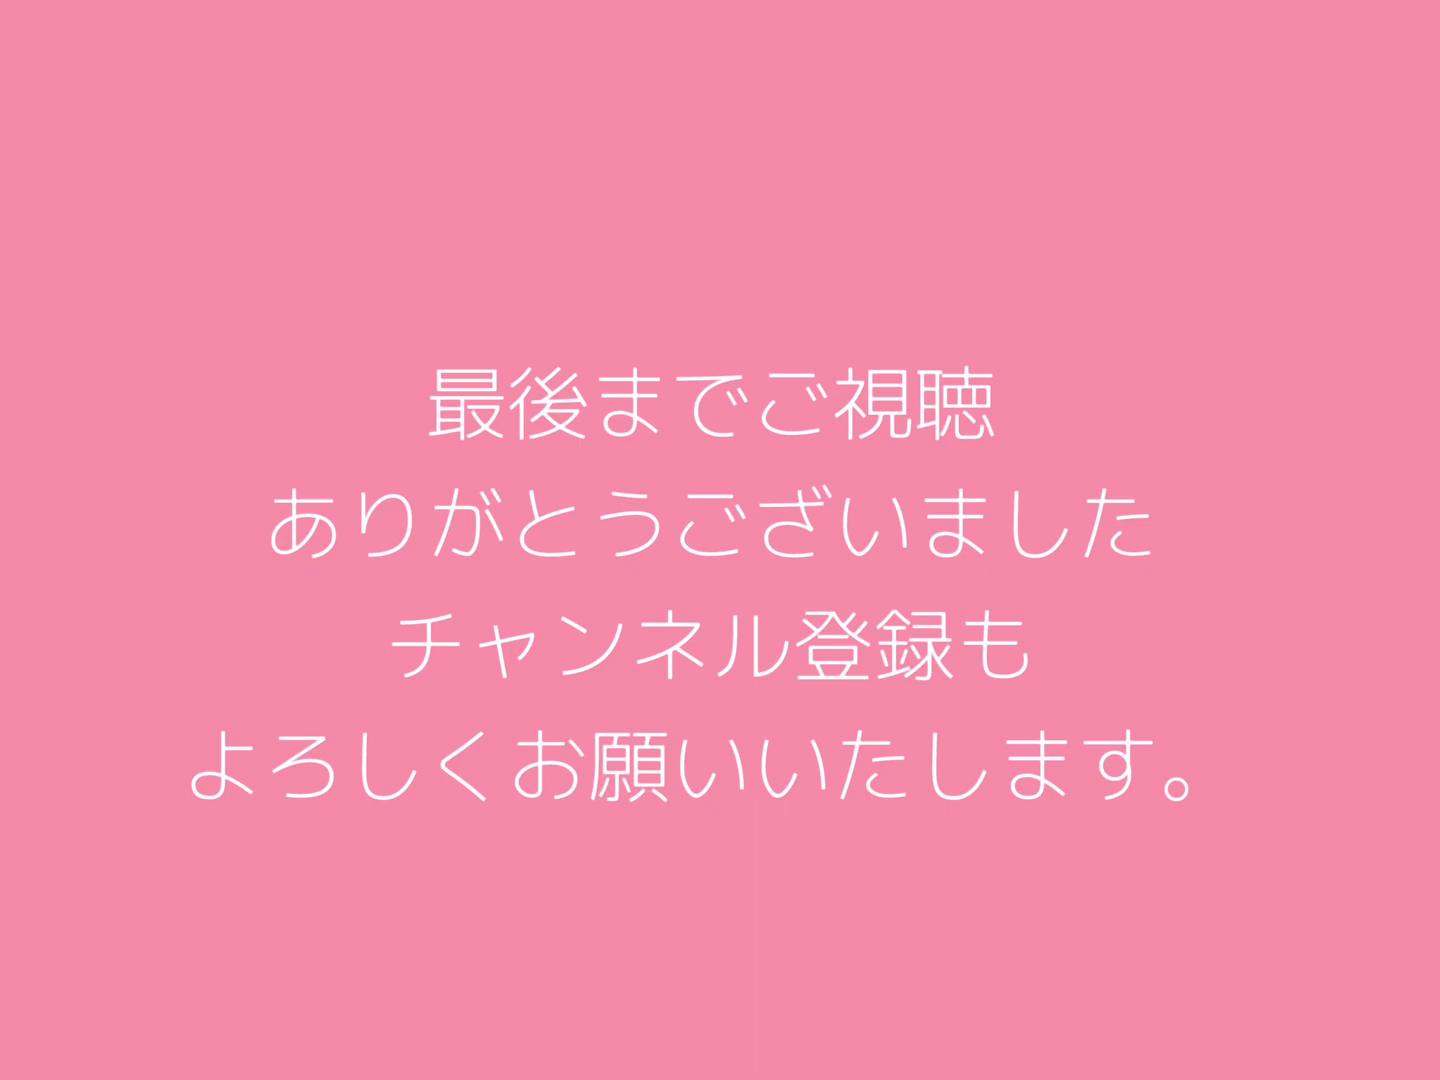 最後までご視聴
ありがとうございました
チャンネル登録も
よろしくお願いいたします。